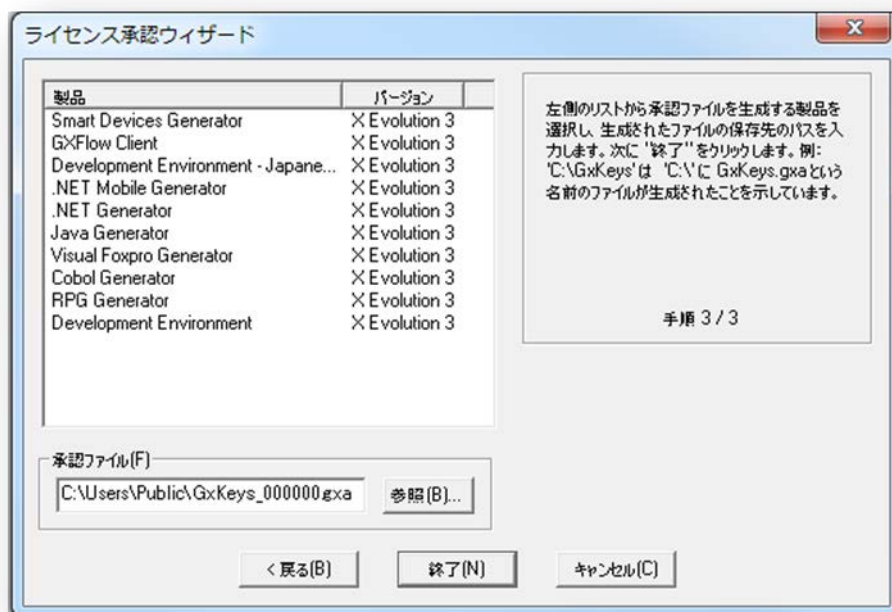 ライセンス承認ウィザード
製品 バージョン
Smart Devices Generator X Evolution 3
GXFlow Client X Evolution 3
Development Environment - Japane... X Evolution 3
.NET Mobile Generator X Evolution 3
.NET Generator X Evolution 3
Java Generator X Evolution 3
Visual Foxpro Generator X Evolution 3
Cobol Generator X Evolution 3
RPG Generator X Evolution 3
Development Environment X Evolution 3
左側のリストから承認ファイルを生成する製品を
選択し、生成されたファイルの保存先のパスを入
力します。次に "終了"をクリックします。例:
'C:\GxKeys'は 'C:\'に GxKeys.gxaという
名前のファイルが生成されたことを示しています。
手順 3 / 3
承認ファイル(F)
C:\Users\Public\GxKeys_000000.gxa 参照(B)...
< 戻る(B) 終了(N) キャンセル(C)